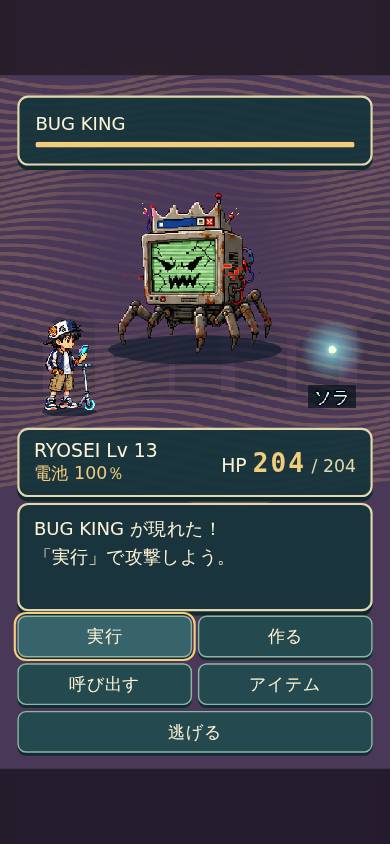 BUG KING
ソラ
RYOSEI Lv 13
電池 100%
HP 204 / 204
BUG KING が現れた！
「実行」で攻撃しよう。
実行
作る
呼び出す
アイテム
逃げる